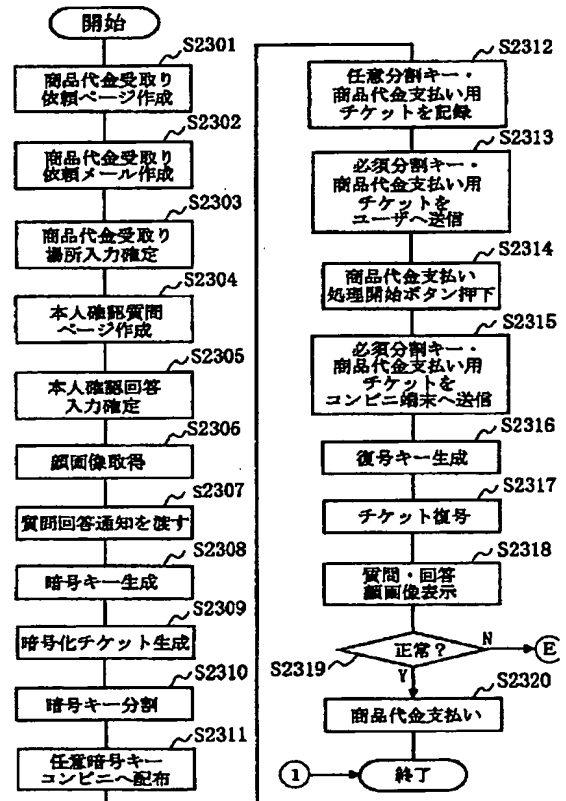 開始
S2301
商品代金受取り
依頼ページ作成
S2302
商品代金受取り
依頼メール作成
S2303
商品代金受取り
場所入力確定
S2304
本人確認質問
ページ作成
S2305
本人確認回答
入力確定
S2306
顔画像取得
S2307
質問回答通知を渡す
S2308
暗号キー生成
S2309
暗号化チケット生成
S2310
暗号キー分割
S2311
任意暗号キー
コンビニへ配布
S2312
任意分割キー・
商品代金支払い用
チケットを記録
S2313
必須分割キー・
商品代金支払い用
チケットを
ユーザへ送信
S2314
商品代金支払い
処理開始ボタン押下
S2315
必須分割キー・
商品代金支払い用
チケットを
コンビニ端末へ送信
S2316
復号キー生成
S2317
チケット復号
S2318
質問・回答
顔画像表示
正常?
N
E
S2319
Y
S2320
商品代金支払い
1
終了